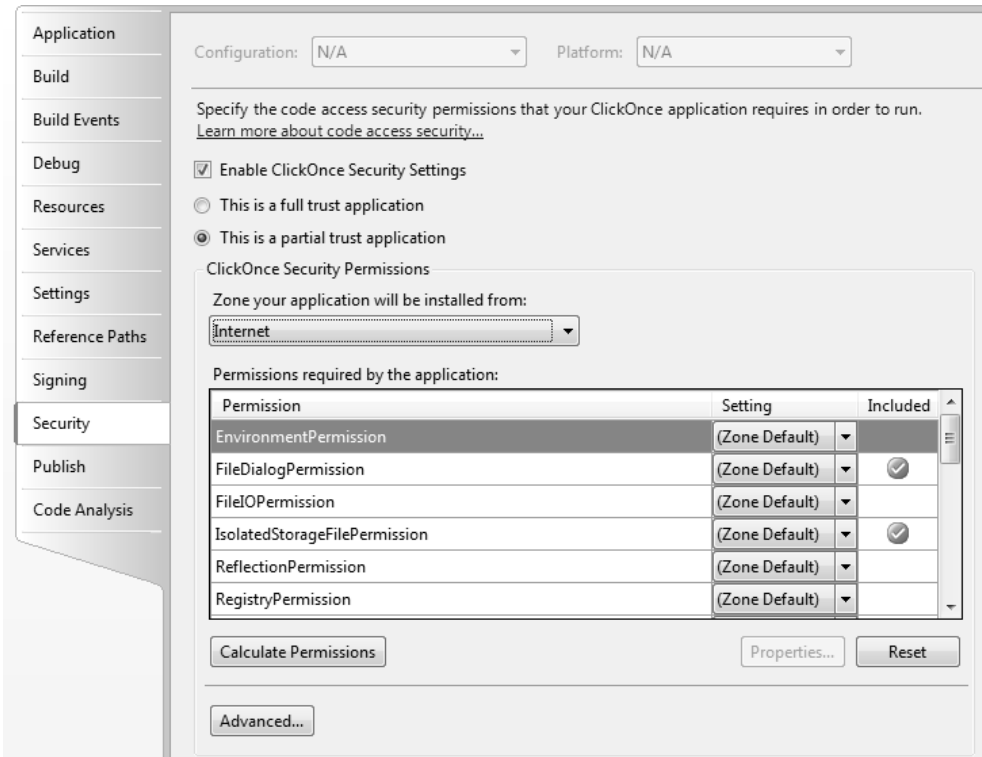 Application
Build
Build Events
Debug
Resources
Services
Settings
Reference Paths
Signing
Security
Publish
Code Analysis
Configuration: N/A Platform: N/A
Specify the code access security permissions that your ClickOnce application requires in order to run.
Learn more about code access security...
Enable ClickOnce Security Settings
This is a full trust application
This is a partial trust application
ClickOnce Security Permissions
Zone your application will be installed from:
Internet
Permissions required by the application:
Permission Setting Included
EnvironmentPermission (Zone Default)
FileDialogPermission (Zone Default)
FileIOPermission (Zone Default)
IsolatedStorageFilePermission (Zone Default)
ReflectionPermission (Zone Default)
RegistryPermission (Zone Default)
Calculate Permissions Properties... Reset
Advanced...